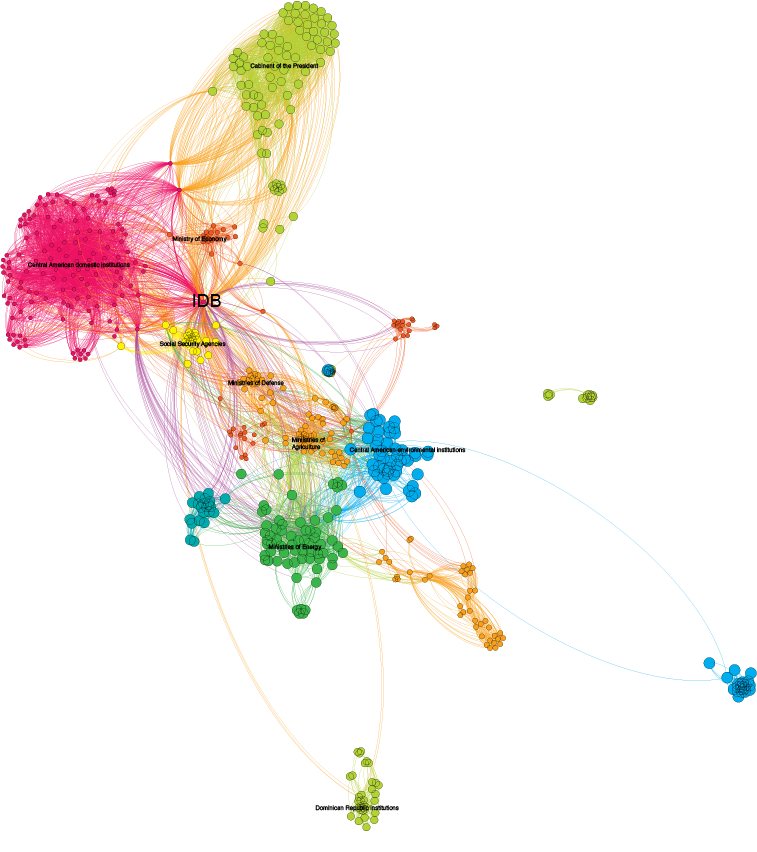 Cabinent of the President
Ministry of Economy
Central American domestic institutions
IDB
Social Security Agencies
Ministries of Defense
Ministries of
Agriculture
Central American environmental institutions
Ministries of Energy
Dominican Republic institutions